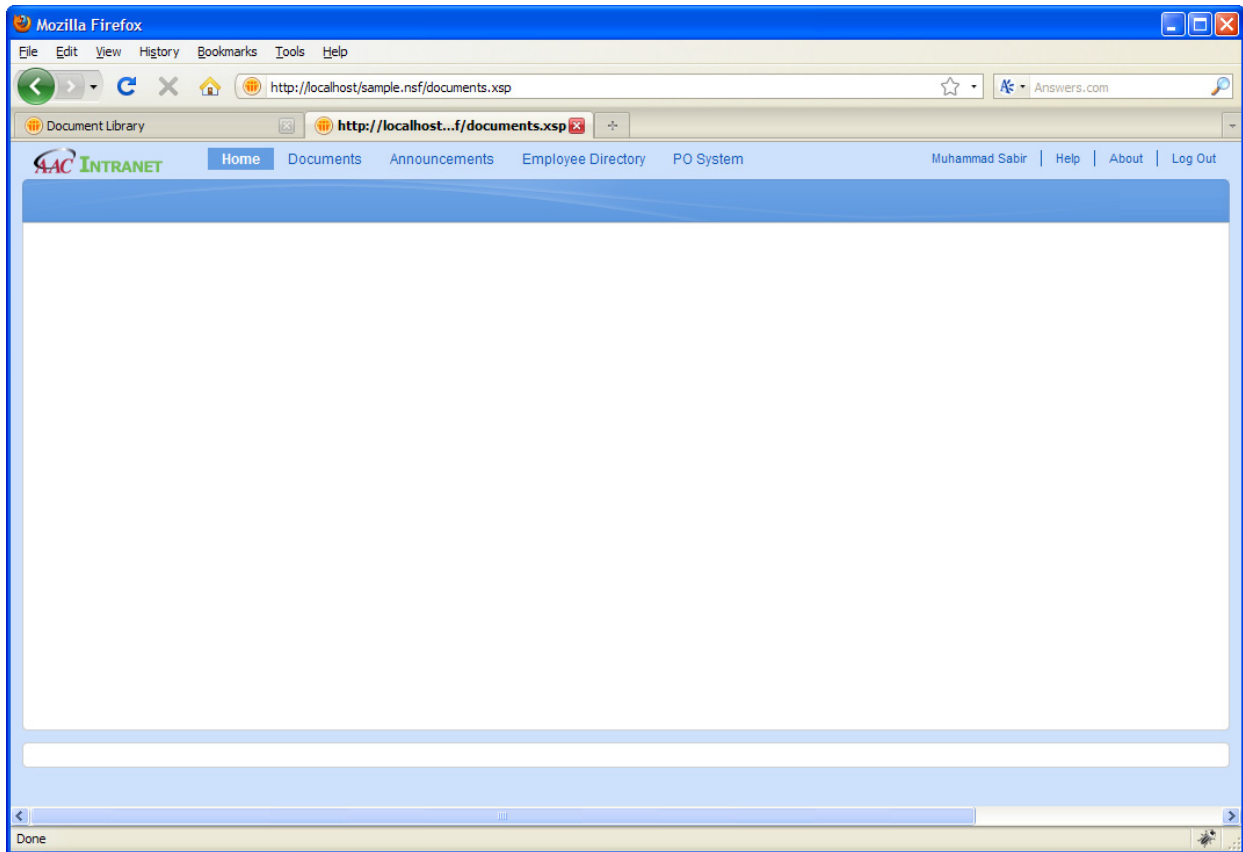 Mozilla Firefox
File Edit View History Bookmarks Tools Help
http://localhost/sample.nsf/documents.xsp
Answers.com
Document Library
http://localhost...f/documents.xsp
AAC INTRANET
Home Documents Announcements Employee Directory PO System
Muhammad Sabir | Help | About | Log Out
Done